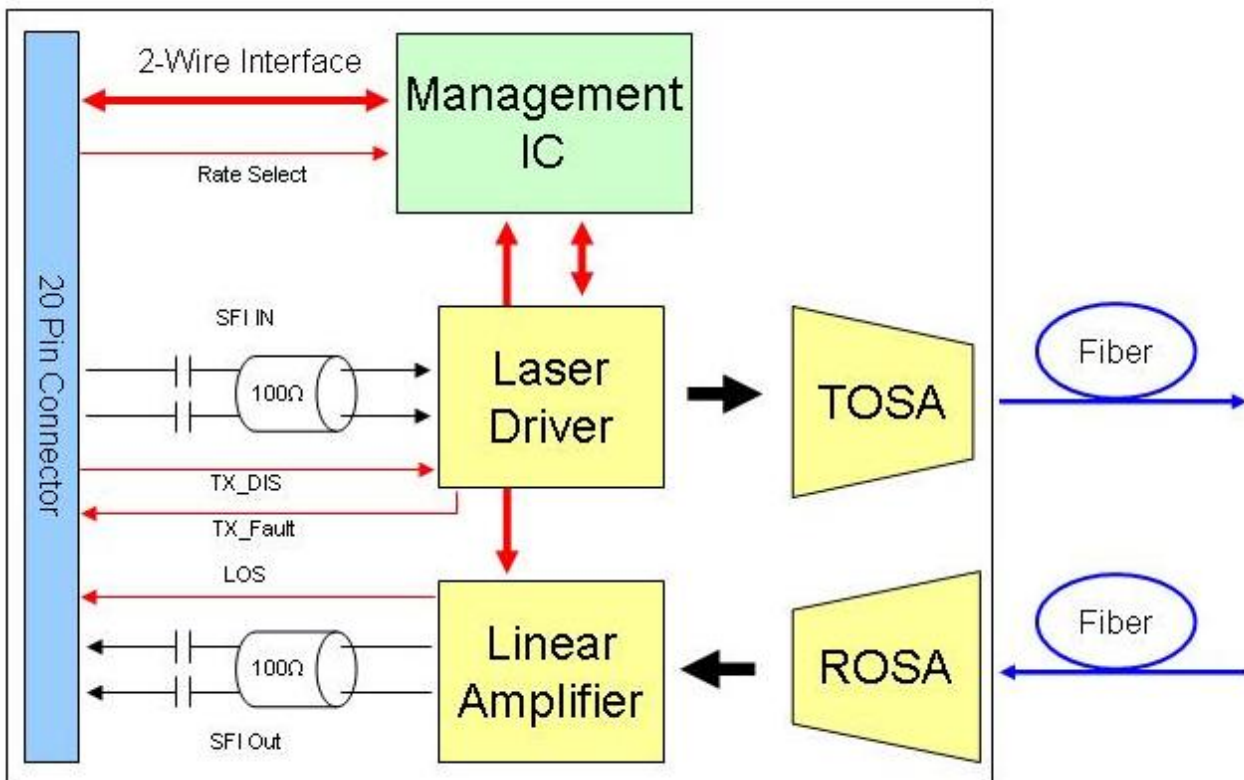 2-Wire Interface
Management
IC
Rate Select
20 Pin Connector
SFI IN
100Ω
Laser
Driver
TOSA
Fiber
TX_DIS
TX_Fault
LOS
100Ω
Linear
Amplifier
ROSA
Fiber
SFI Out